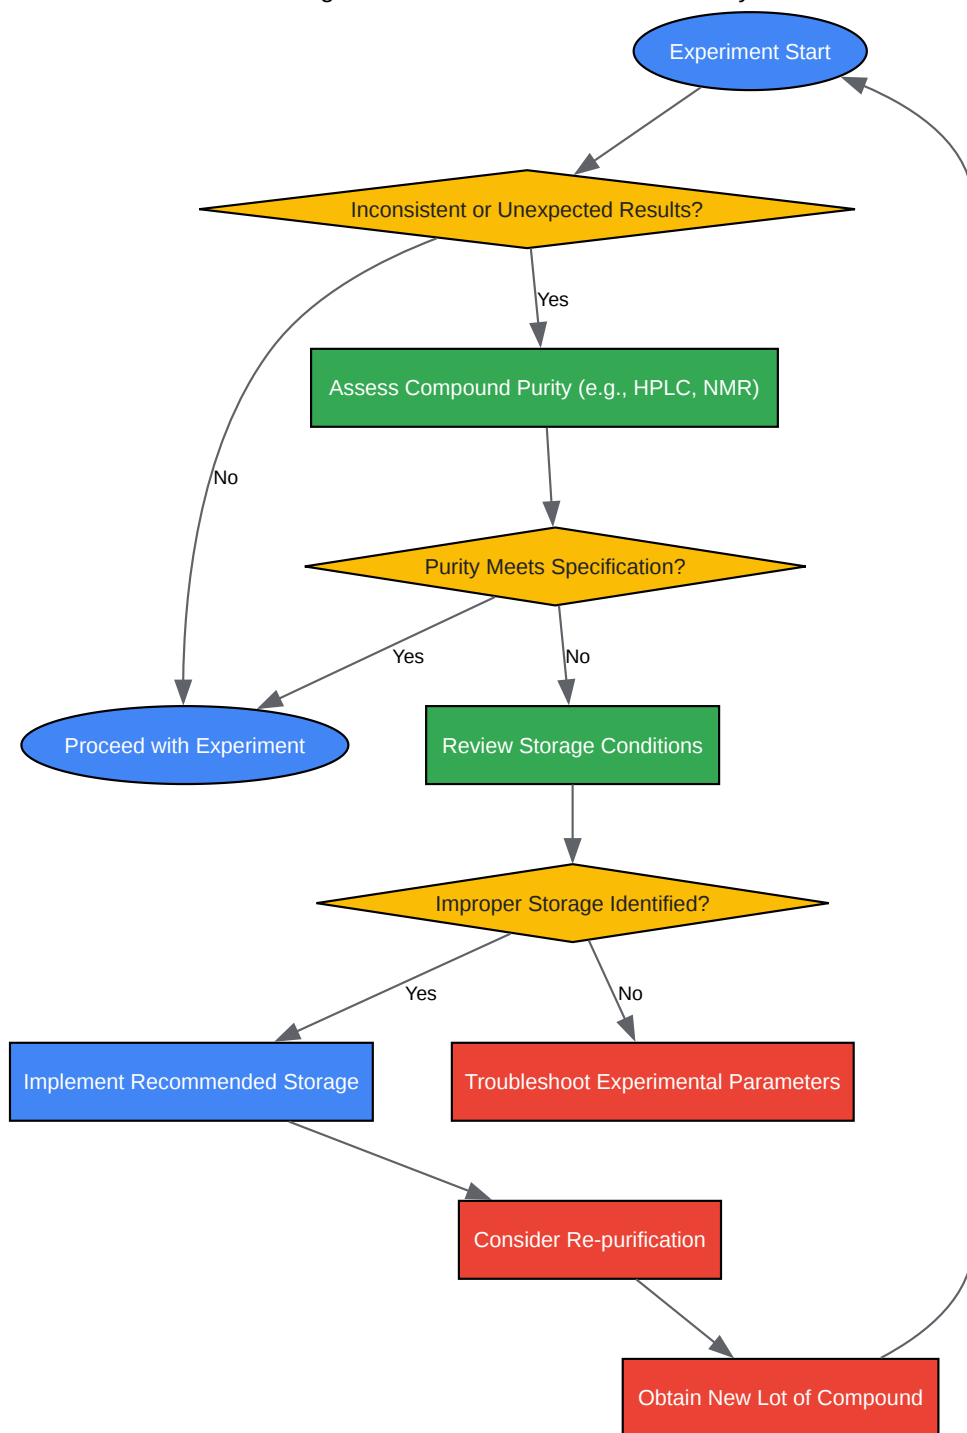 Experiment Start
Inconsistent or Unexpected Results?
Yes
Assess Compound Purity (e.g., HPLC, NMR)
No
Purity Meets Specification?
Yes
No
Proceed with Experiment
Review Storage Conditions
Improper Storage Identified?
Yes
No
Implement Recommended Storage
Troubleshoot Experimental Parameters
Consider Re-purification
Obtain New Lot of Compound